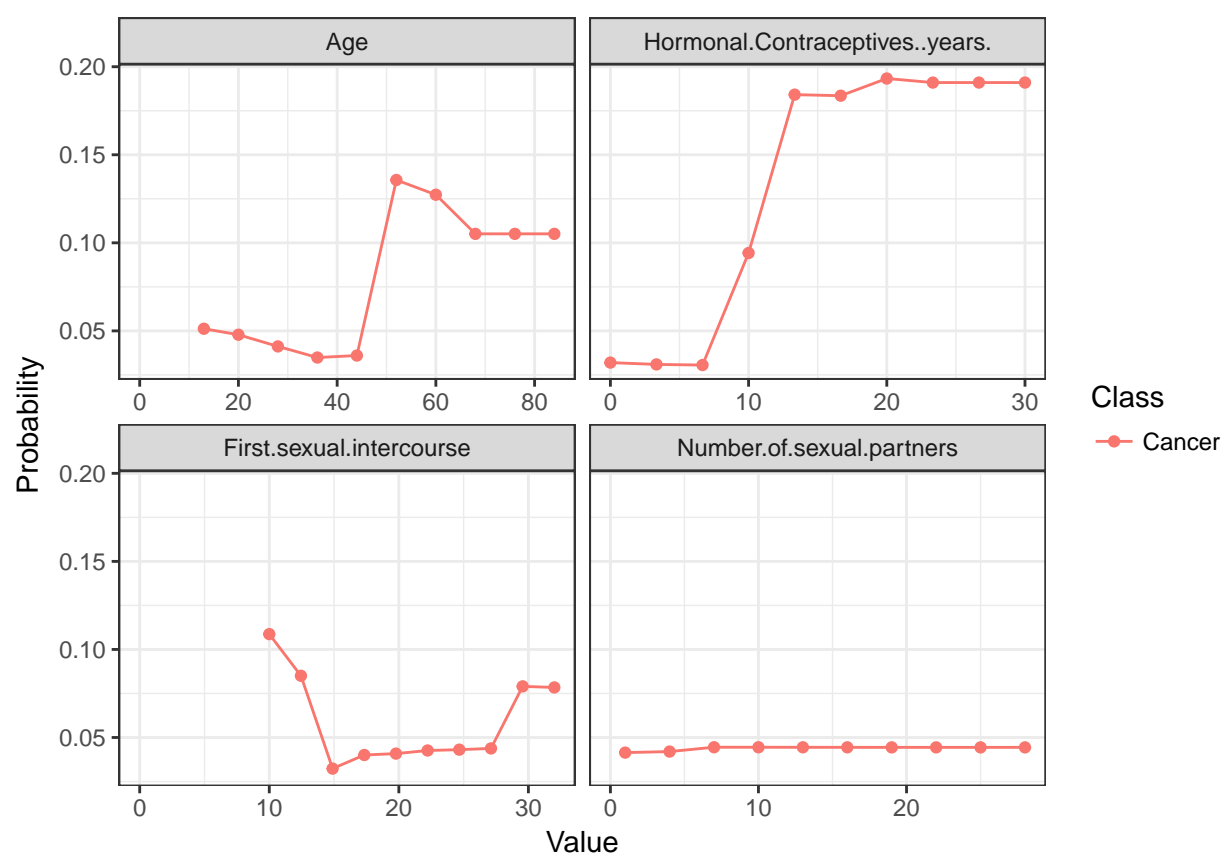 Age
Hormonal.Contraceptives..years.
0.20
0.15
0.10
0.05
0 20 40 60 80
0 10 20 30
First.sexual.intercourse
Number.of.sexual.partners
0.20
0.15
0.10
0.05
0 10 20 30
0 10 20
Value
Probability
Class
Cancer